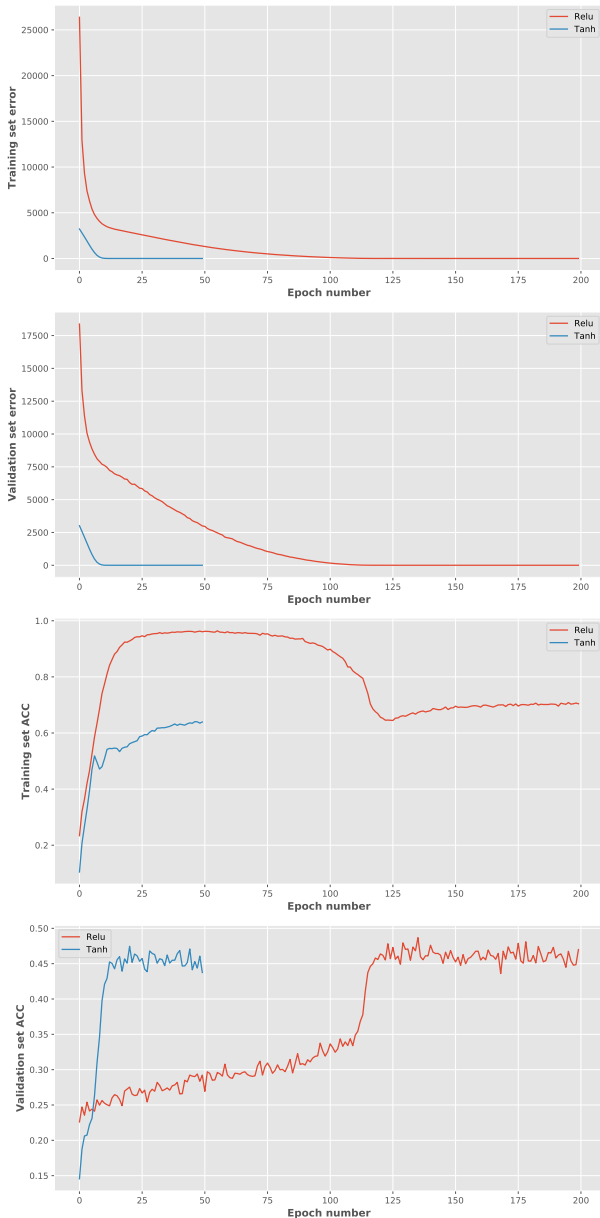 25000
20000
15000
10000
5000
0
Training set error
Relu
Tanh
0 25 50 75 100 125 150 175 200
Epoch number
17500
15000
12500
10000
7500
5000
2500
0
Validation set error
Relu
Tanh
0 25 50 75 100 125 150 175 200
Epoch number
1.0
0.8
0.6
0.4
0.2
Training set ACC
Relu
Tanh
0 25 50 75 100 125 150 175 200
Epoch number
0.50
0.45
0.40
0.35
0.30
0.25
0.20
0.15
Validation set ACC
Relu
Tanh
0 25 50 75 100 125 150 175 200
Epoch number